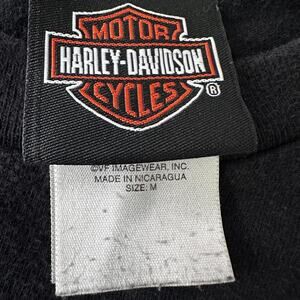 MOTOR
HARLEY-DAVIDSON
CYCLES
®
©VF IMAGEWEAR, INC.
MADE IN NICARAGUA
SIZE: M